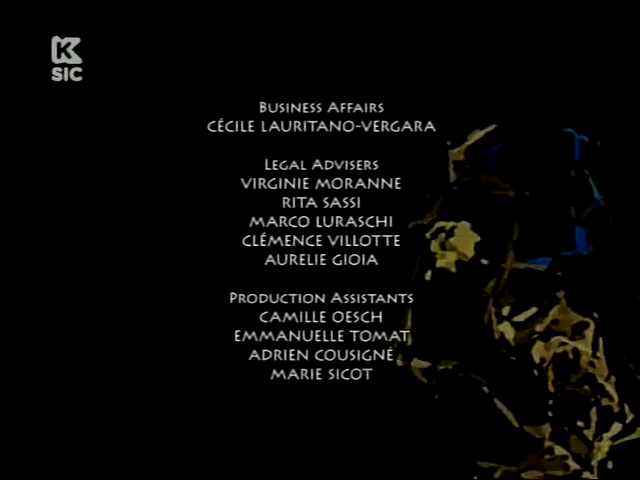 K
SIC
Business Affairs
CÉCILE LAURITANO-VERGARA
Legal Advisers
VIRGINIE MORANNE
RITA SASSI
MARCO LURASCHI
CLÉMENCE VILLOTTE
AURELIE GIOIA
Production Assistants
CAMILLE OESCH
EMMANUELLE TOMAT
ADRIEN COUSIGNÉ
MARIE SICOT